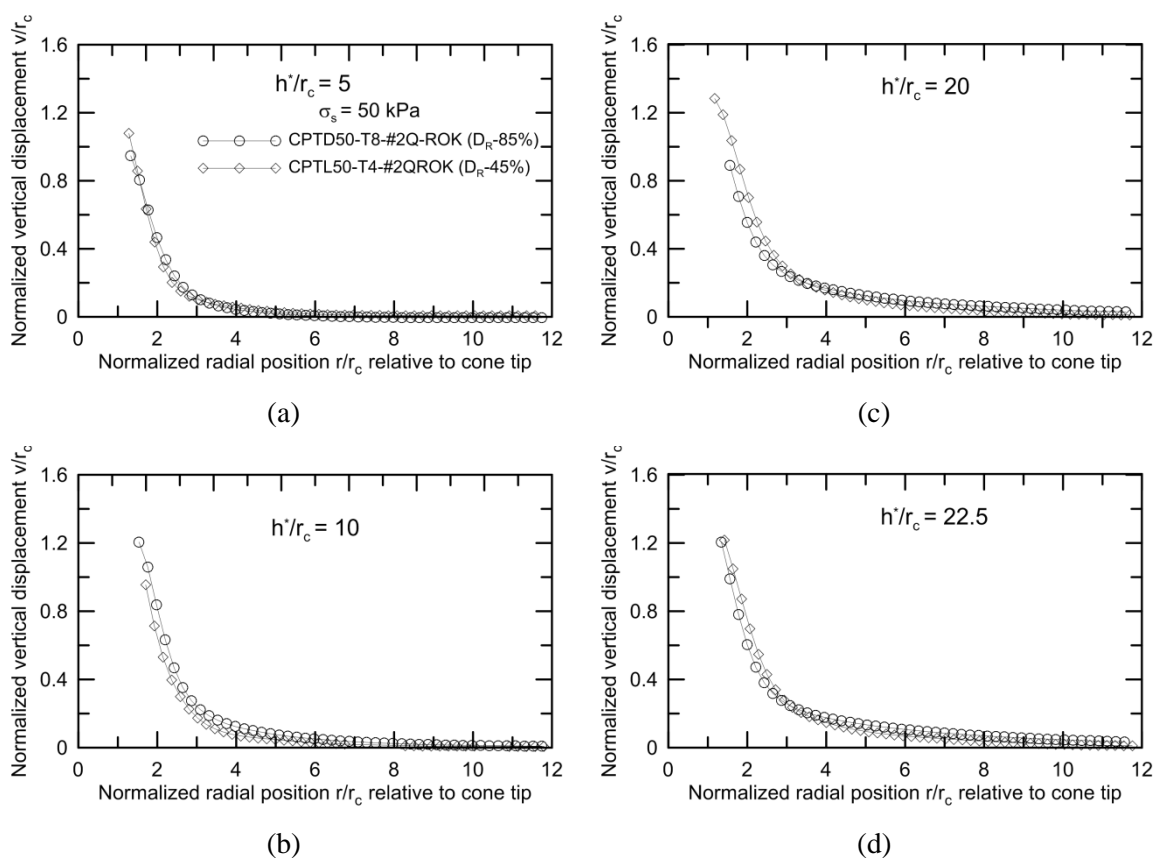 1.6
1.2
0.8
0.4
0
Normalized vertical displacement v/rc
h*/rc = 5
σs = 50 kPa
CPTD50-T8-#2Q-ROK (DR-85%)
CPTL50-T4-#2QROK (DR-45%)
0 2 4 6 8 10 12
Normalized radial position r/rc relative to cone tip
(a)
1.6
1.2
0.8
0.4
0
Normalized vertical displacement v/rc
h*/rc = 10
0 2 4 6 8 10 12
Normalized radial position r/rc relative to cone tip
(b)
1.6
1.2
0.8
0.4
0
Normalized vertical displacement v/rc
h*/rc = 20
0 2 4 6 8 10 12
Normalized radial position r/rc relative to cone tip
(c)
1.6
1.2
0.8
0.4
0
Normalized vertical displacement v/rc
h*/rc = 22.5
0 2 4 6 8 10 12
Normalized radial position r/rc relative to cone tip
(d)